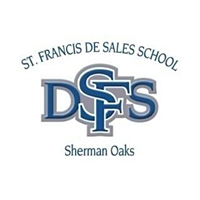 ST. FRANCIS DE SALES SCHOOL
DSFS
Sherman Oaks